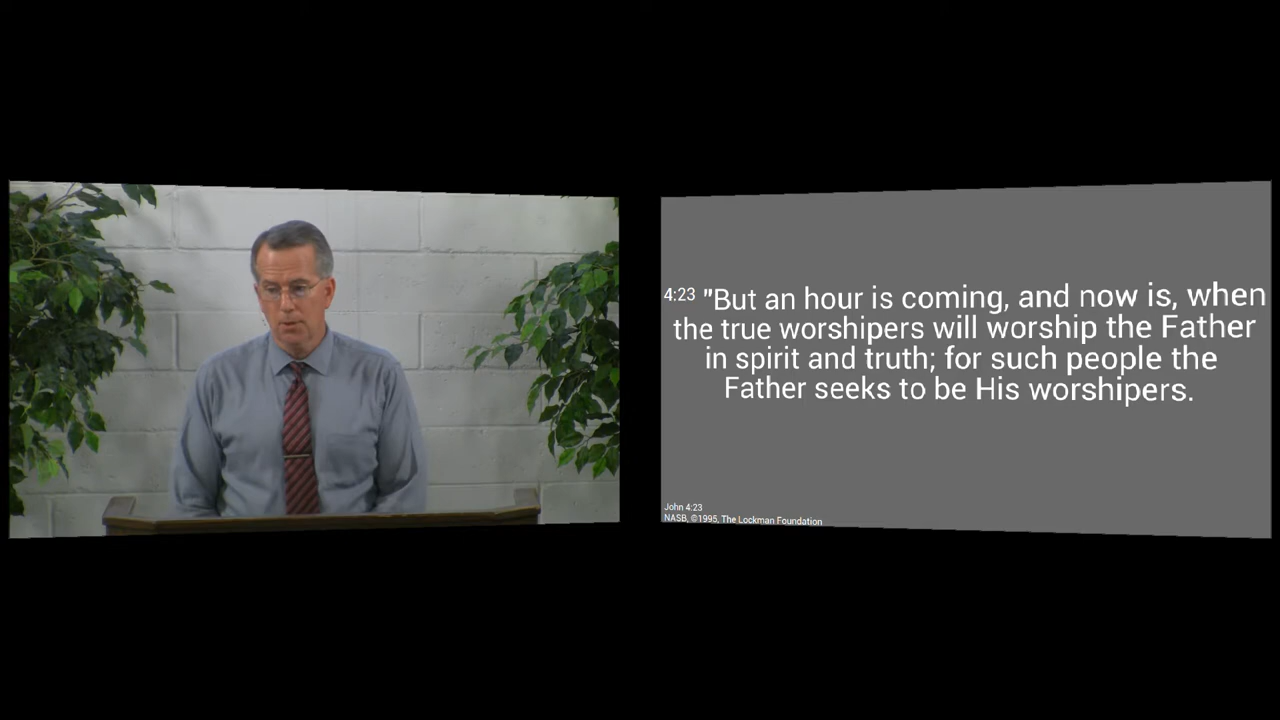 4:23 "But an hour is coming, and now is, when
the true worshipers will worship the Father
in spirit and truth; for such people the
Father seeks to be His worshipers.
John 4:23
NASB, ©1995, The Lockman Foundation